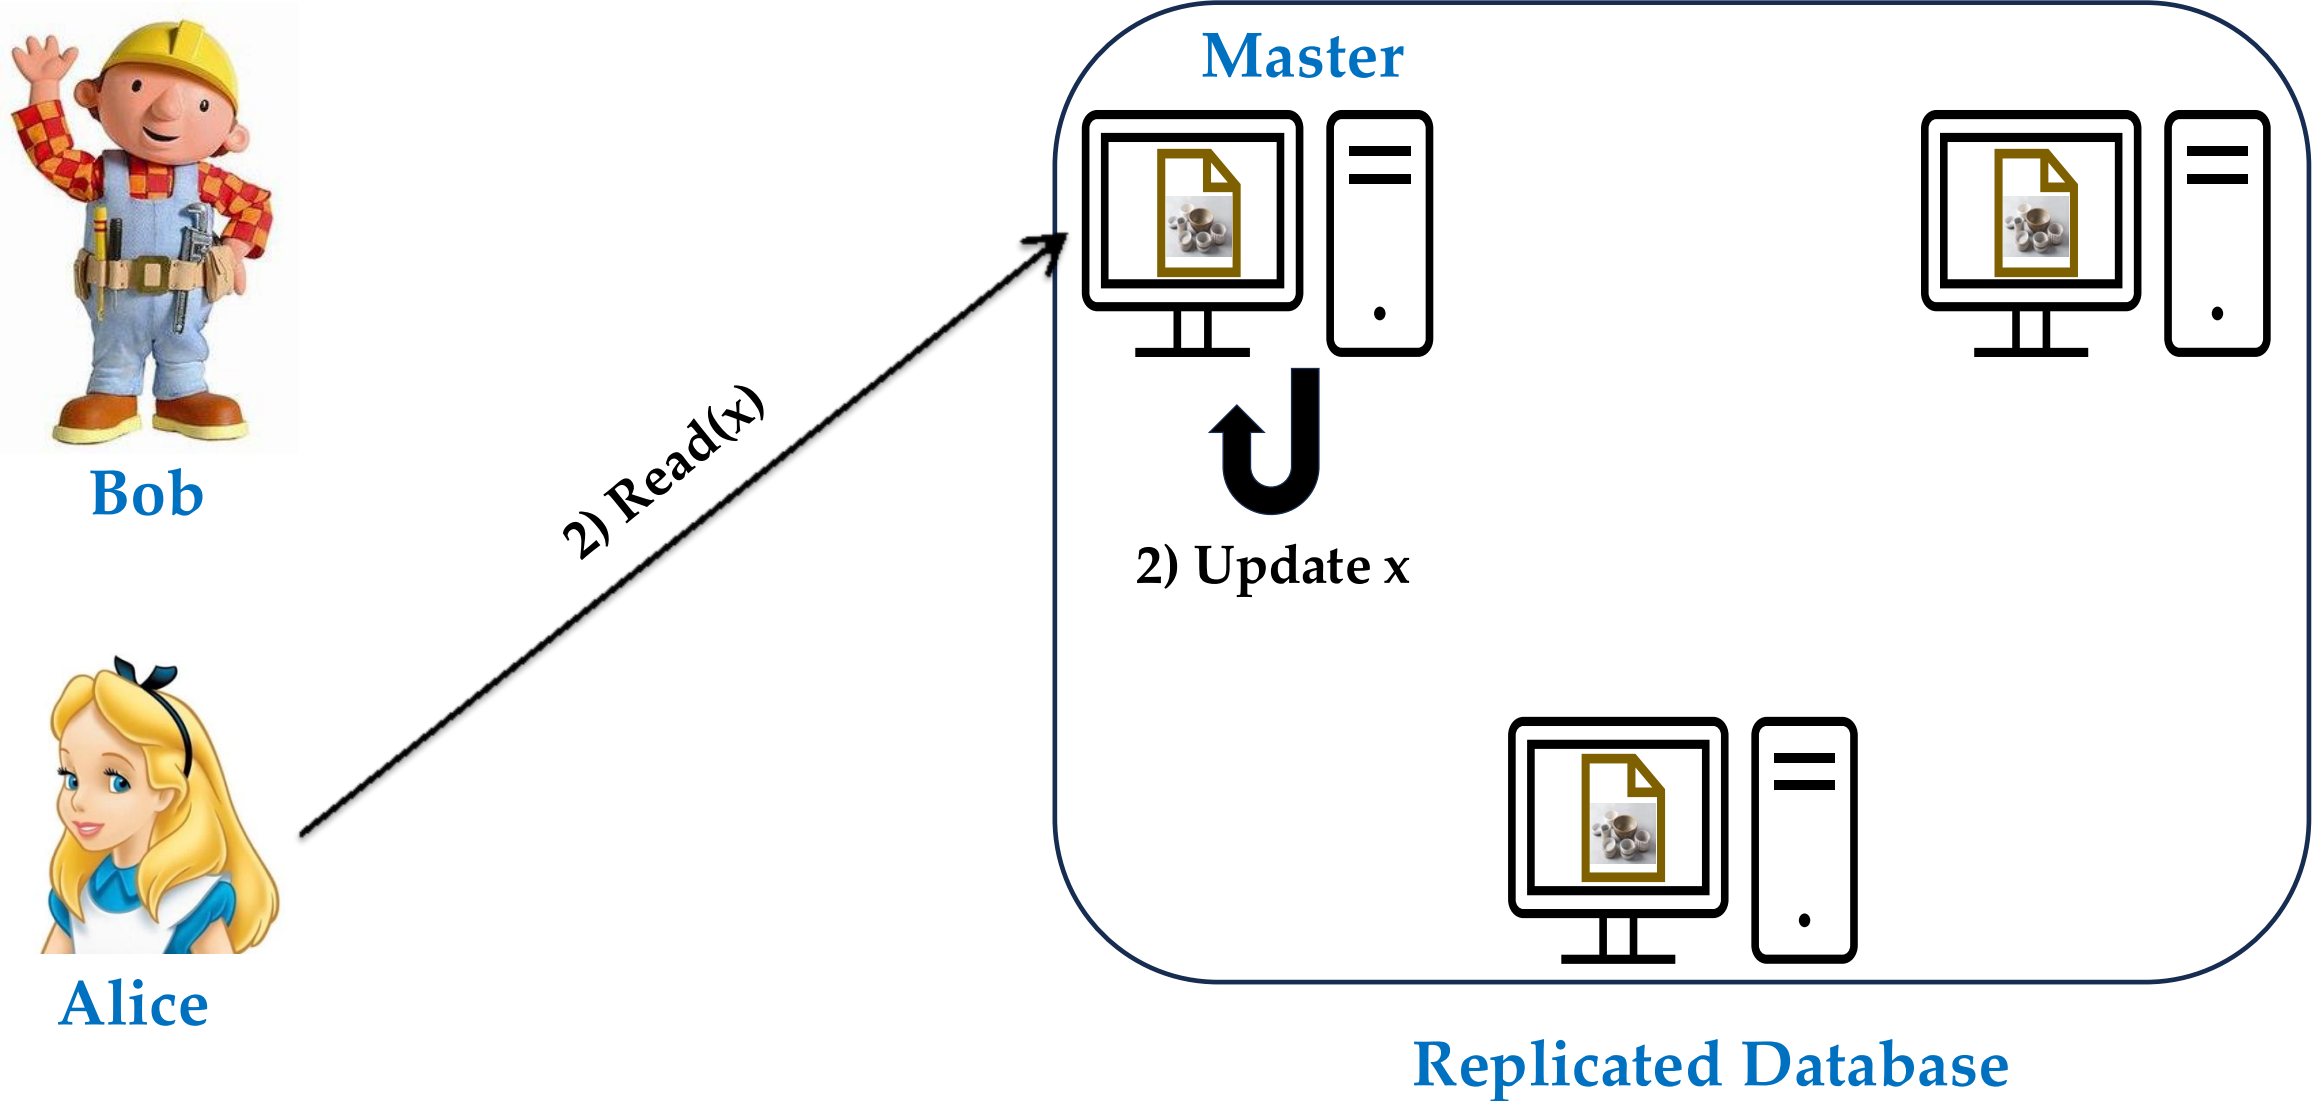 Master
Bob
2) Read(x)
2) Update x
Alice
Replicated Database